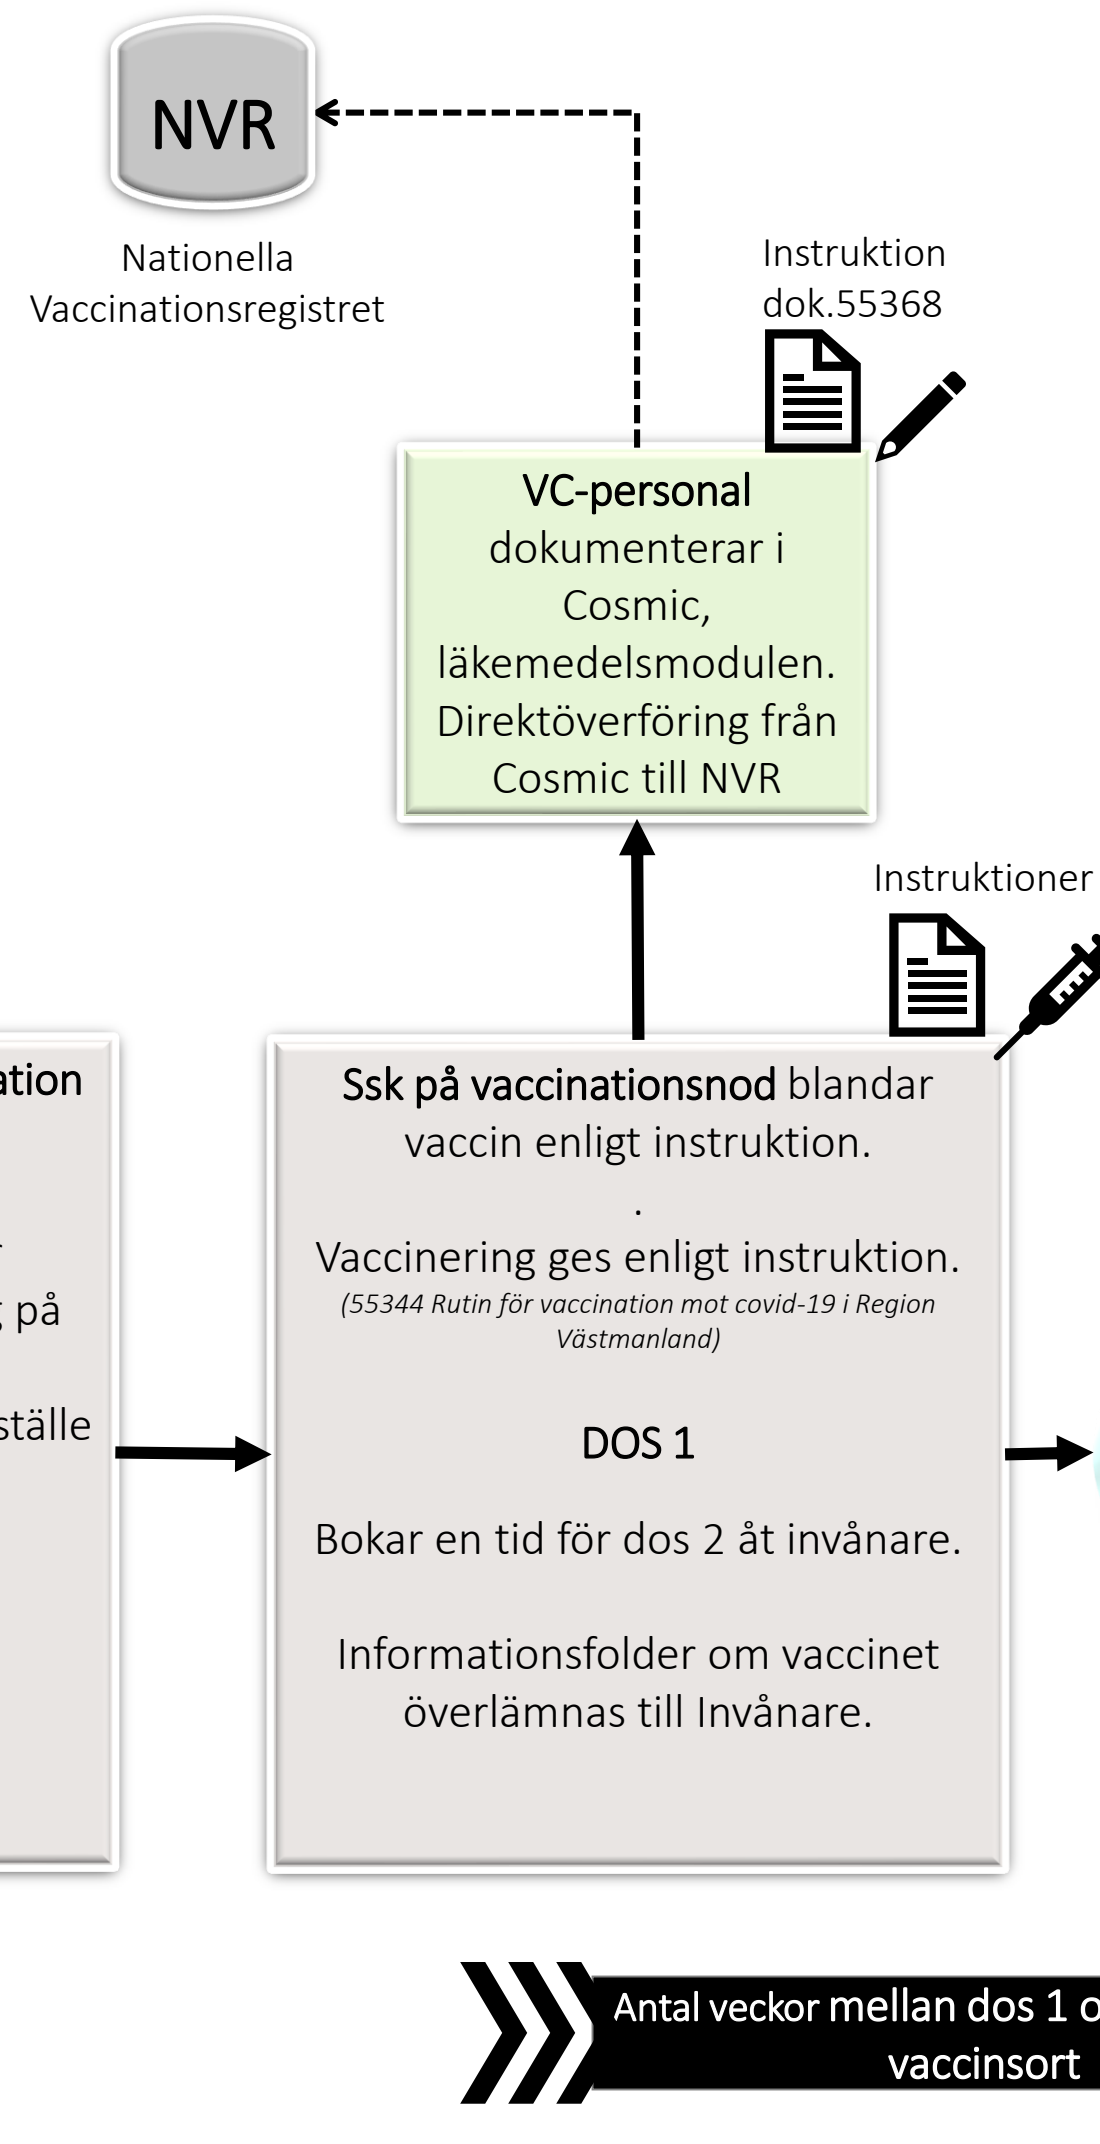 NVR
Nationella
Vaccinationsregistret
Instruktion
dok.55368
VC-personal
dokumenterar i
Cosmic,
läkemedelsmodulen.
Direktöverföring från
Cosmic till NVR
Instruktioner
på
Ssk på vaccinationsnod blandar
vaccin enligt instruktion.
.
Vaccinering ges enligt instruktion.
(55344 Rutin för vaccination mot covid-19 i Region
Västmanland)
DOS 1
Bokar en tid för dos 2 åt invånare.
Informationsfolder om vaccinet
överlämnas till Invånare.
Antal veckor mellan dos 1
vaccinsort